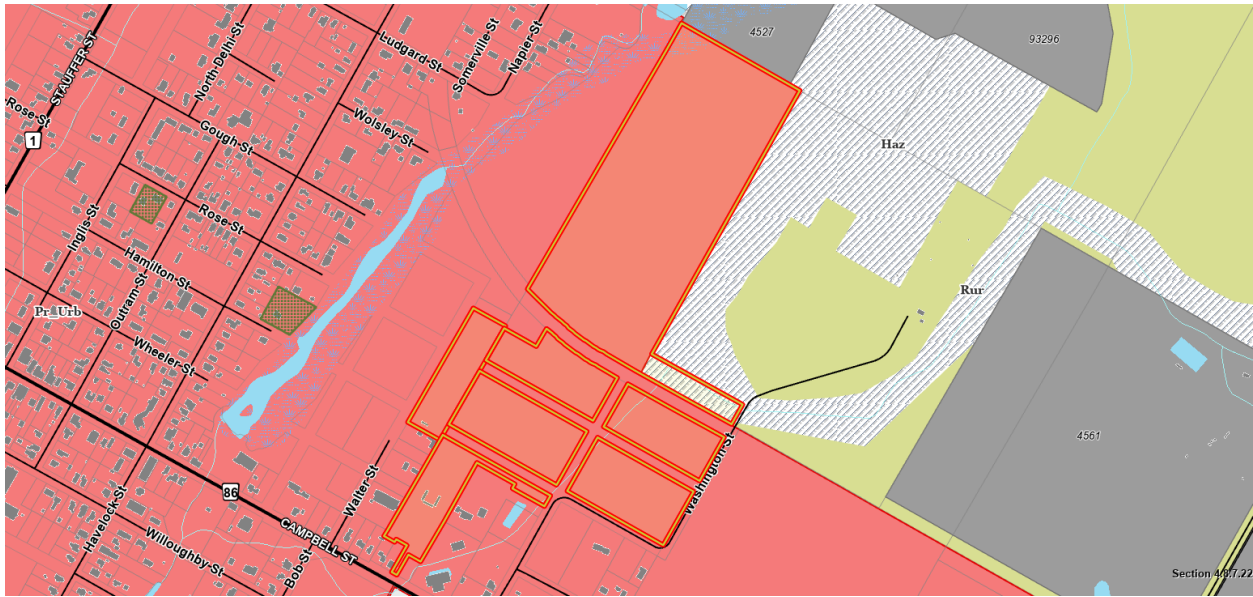 STAUFFER ST
North-Delhi-St
Ludgard-St
Somerville-St
Napier-St
4527
93296
-Rose-St
1
Gough-St
Wolsley-St
Haz
Inglis-St
Rose-St
Hamilton-St
Outram-St
Pr_Urb
Rur
Wheeler-St
4561
Havelock-St
86
Walter-St
Washington-St
CAMPBELL ST
Willoughby-St
Bob-St
Section 4.8.7.22